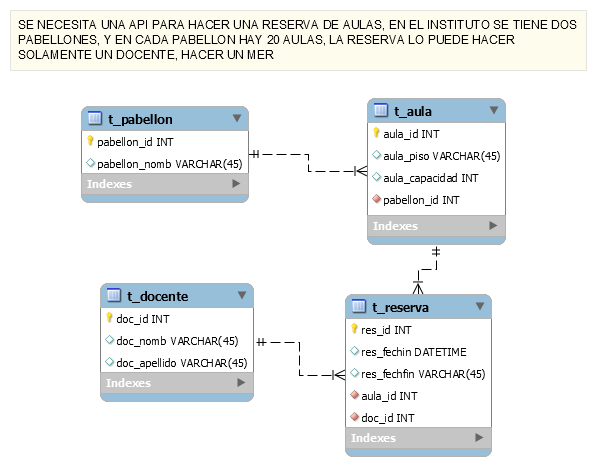 SE NECESITA UNA API PARA HACER UNA RESERVA DE AULAS, EN EL INSTITUTO SE TIENE DOS
PABELLONES, Y EN CADA PABELLON HAY 20 AULAS, LA RESERVA LO PUEDE HACER
SOLAMENTE UN DOCENTE, HACER UN MER
t_pabellon
pabellon_id INT
pabellon_nomb VARCHAR(45)
Indexes
t_aula
aula_id INT
aula_piso VARCHAR(45)
aula_capacidad INT
pabellon_id INT
Indexes
t_docente
doc_id INT
doc_nomb VARCHAR(45)
doc_apellido VARCHAR(45)
Indexes
t_reserva
res_id INT
res_fechin DATETIME
res_fechfin VARCHAR(45)
aula_id INT
doc_id INT
Indexes